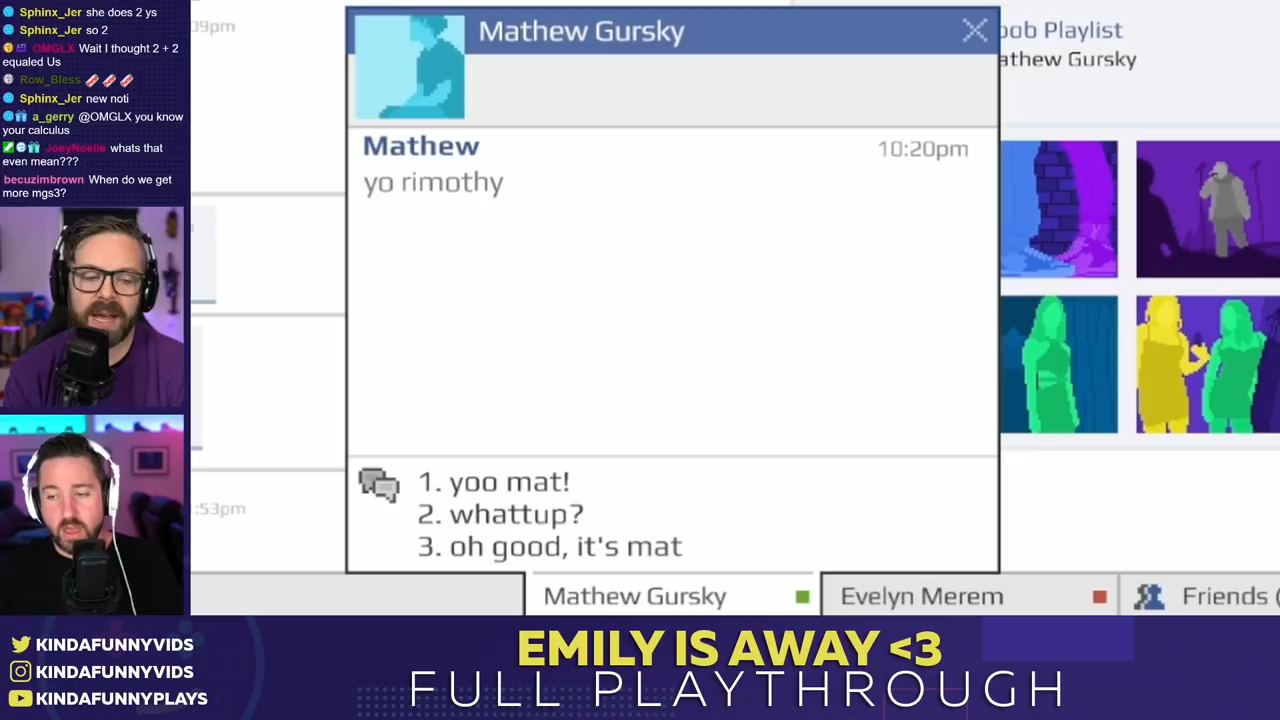 Sphinx_Jer she does 2 ys
Sphinx_Jer so 2
OMGLX Wait I thought 2 + 2
equaled Us
Row_Bless
Sphinx_Jer new noti
a_gerry @OMGLX you know
your calculus
JoeyNoelle whats that
even mean???
becuzimbrown When do we get
more mgs3?
09pm
:53pm
Mathew Gursky
Mathew
10:20pm
yo rimothy
1. yoo mat!
2. whattup?
3. oh good, it's mat
oob Playlist
athew Gursky
Mathew Gursky
Evelyn Merem
Friends (
KINDAFUNNYVIDS
KINDAFUNNYVIDS
KINDAFUNNYPLAYS
EMILY IS AWAY <3
FULL PLAYTHROUGH